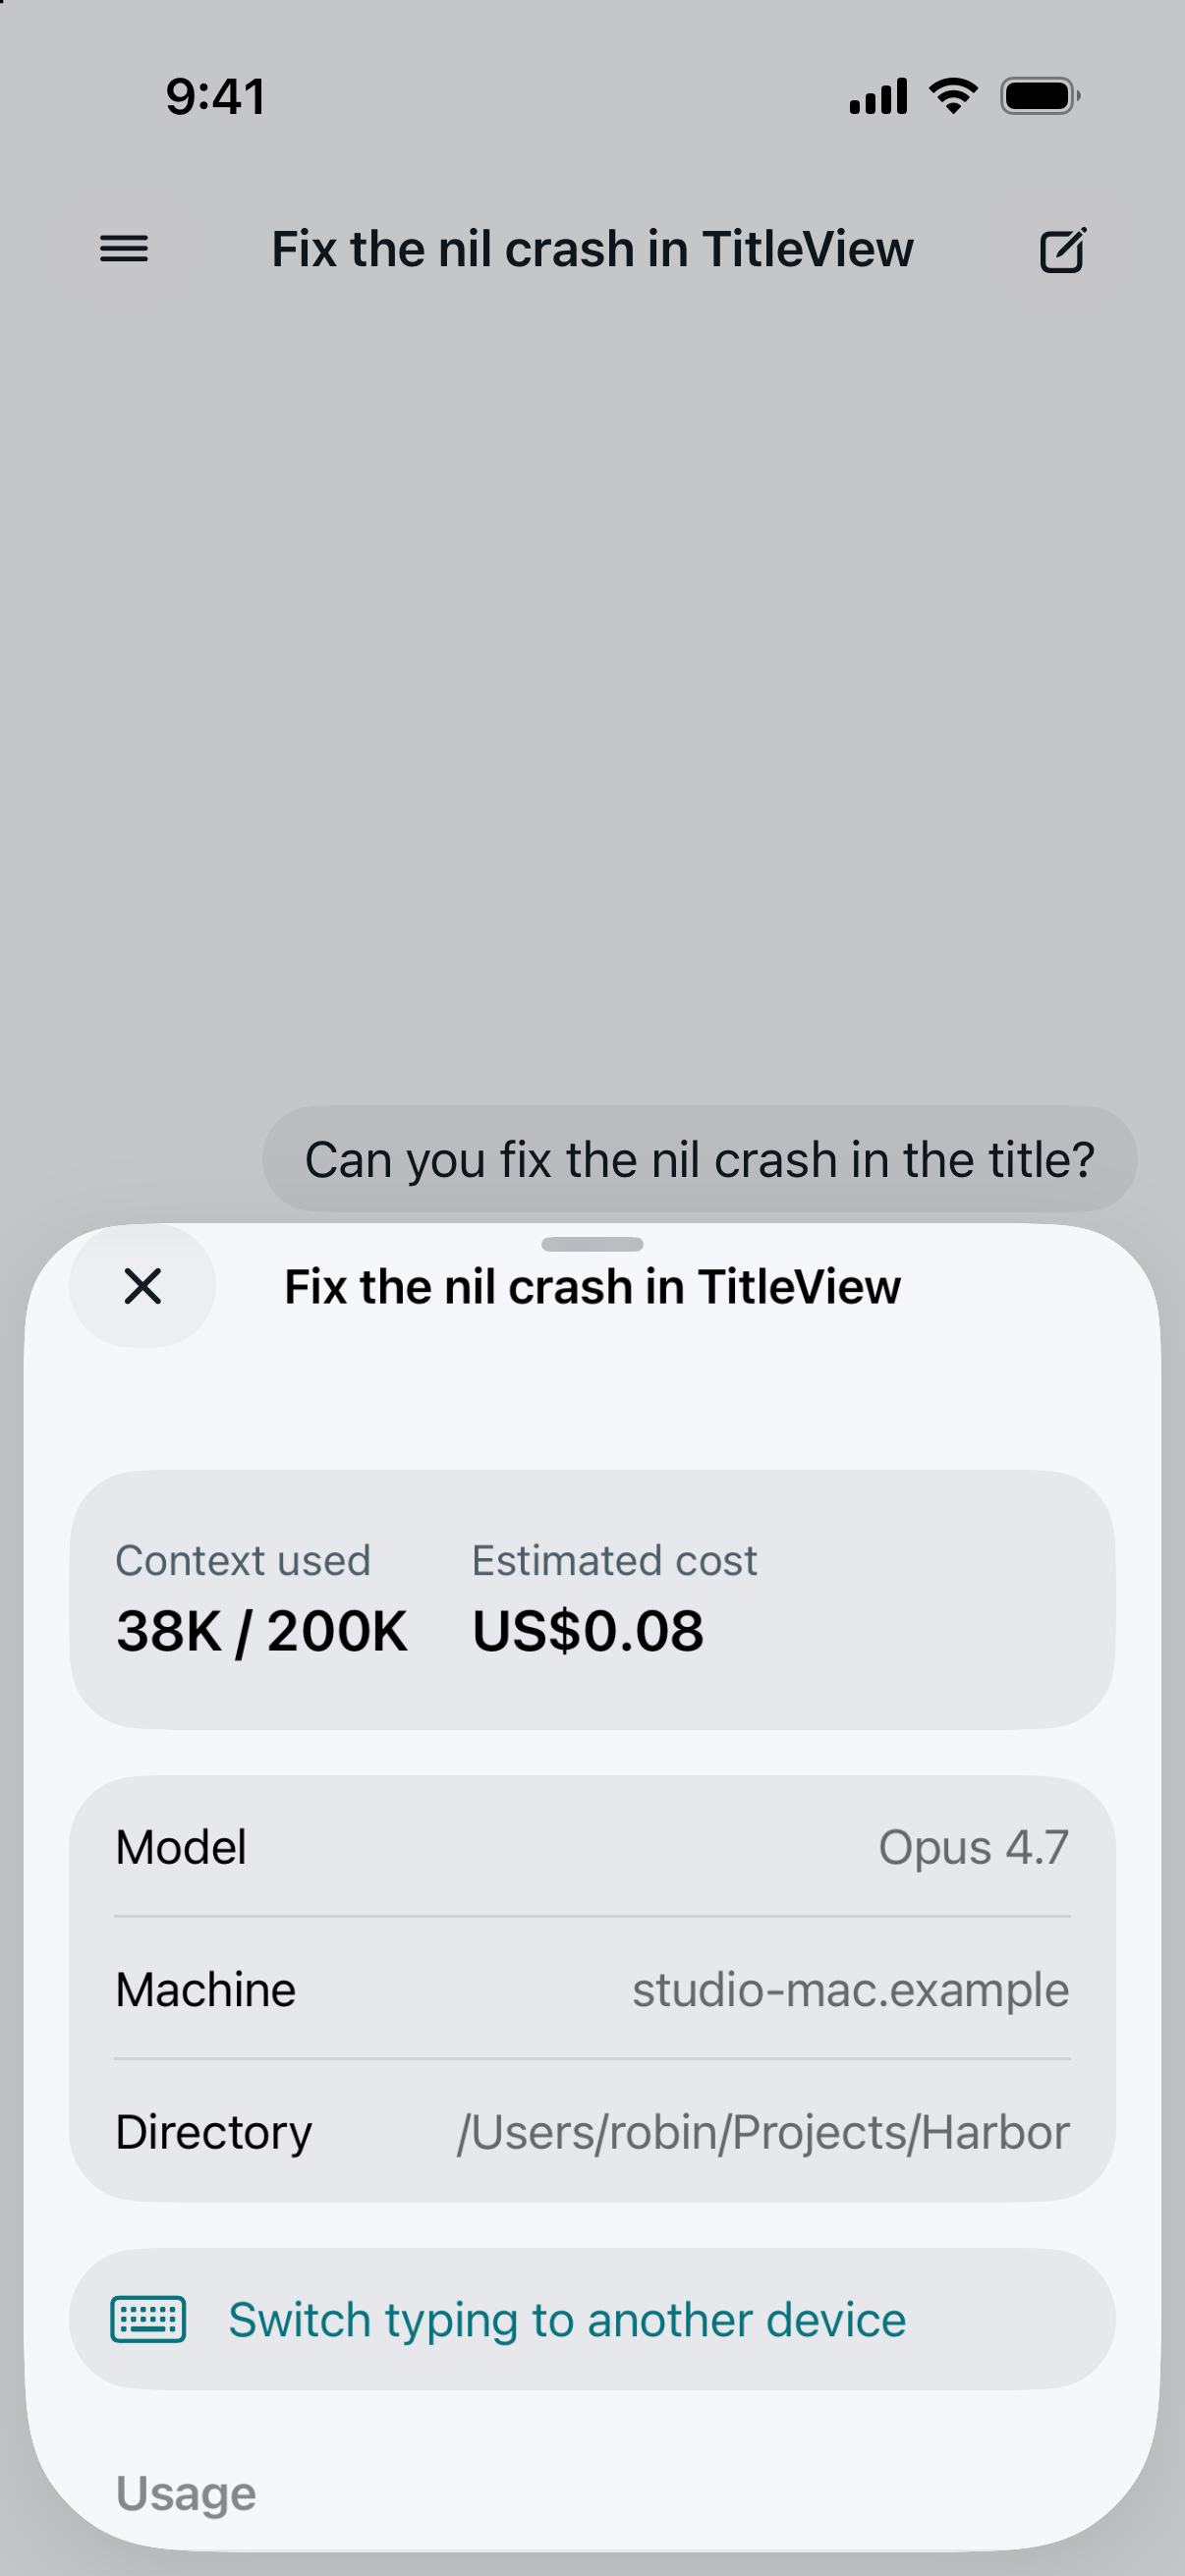 9:41
Fix the nil crash in TitleView
Can you fix the nil crash in the title?
Fix the nil crash in TitleView
Context used
Estimated cost
38K / 200K
US$0.08
Model
Opus 4.7
Machine
studio-mac.example
Directory
/Users/robin/Projects/Harbor
Switch typing to another device
Usage